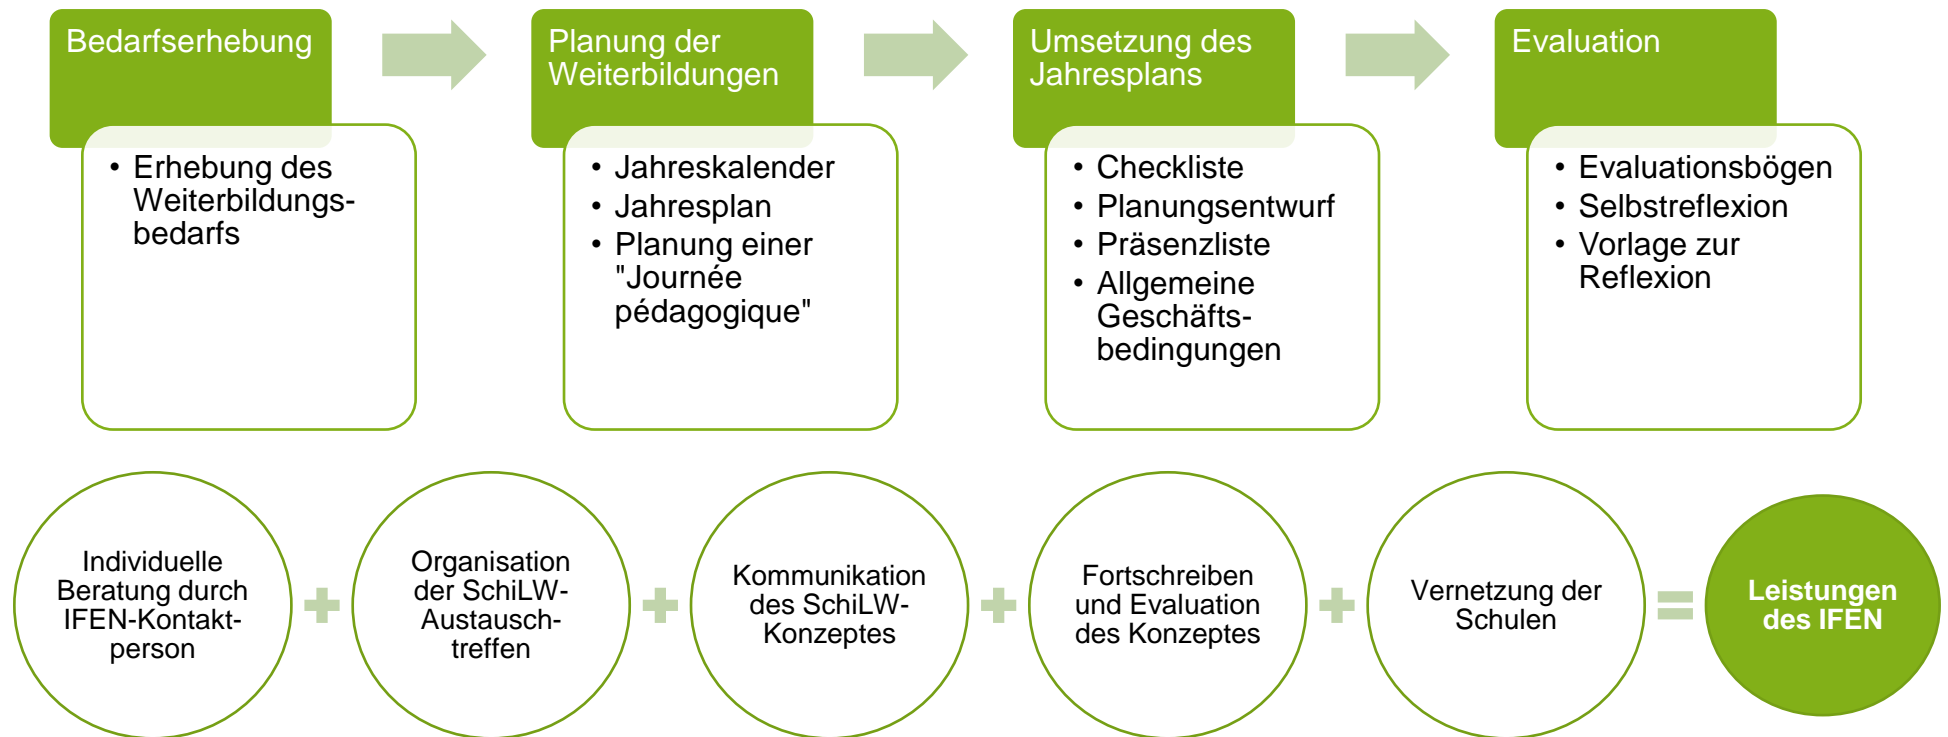 Bedarfserhebung
• Erhebung des
Weiterbildungs-
bedarfs
Planung der
Weiterbildungen
• Jahreskalender
• Jahresplan
• Planung einer
"Journée
pédagogique"
Umsetzung des
Jahresplans
• Checkliste
• Planungsentwurf
• Präsenzliste
• Allgemeine
Geschäfts-
bedingungen
Evaluation
• Evaluationsbögen
• Selbstreflexion
• Vorlage zur
Reflexion
Individuelle
Beratung durch
IFEN-Kontakt-
person
Organisation
der SchiLW-
Austausch-
treffen
Kommunikation
des SchiLW-
Konzeptes
Fortschreiben
und Evaluation
des Konzeptes
Vernetzung der
Schulen
Leistungen
des IFEN